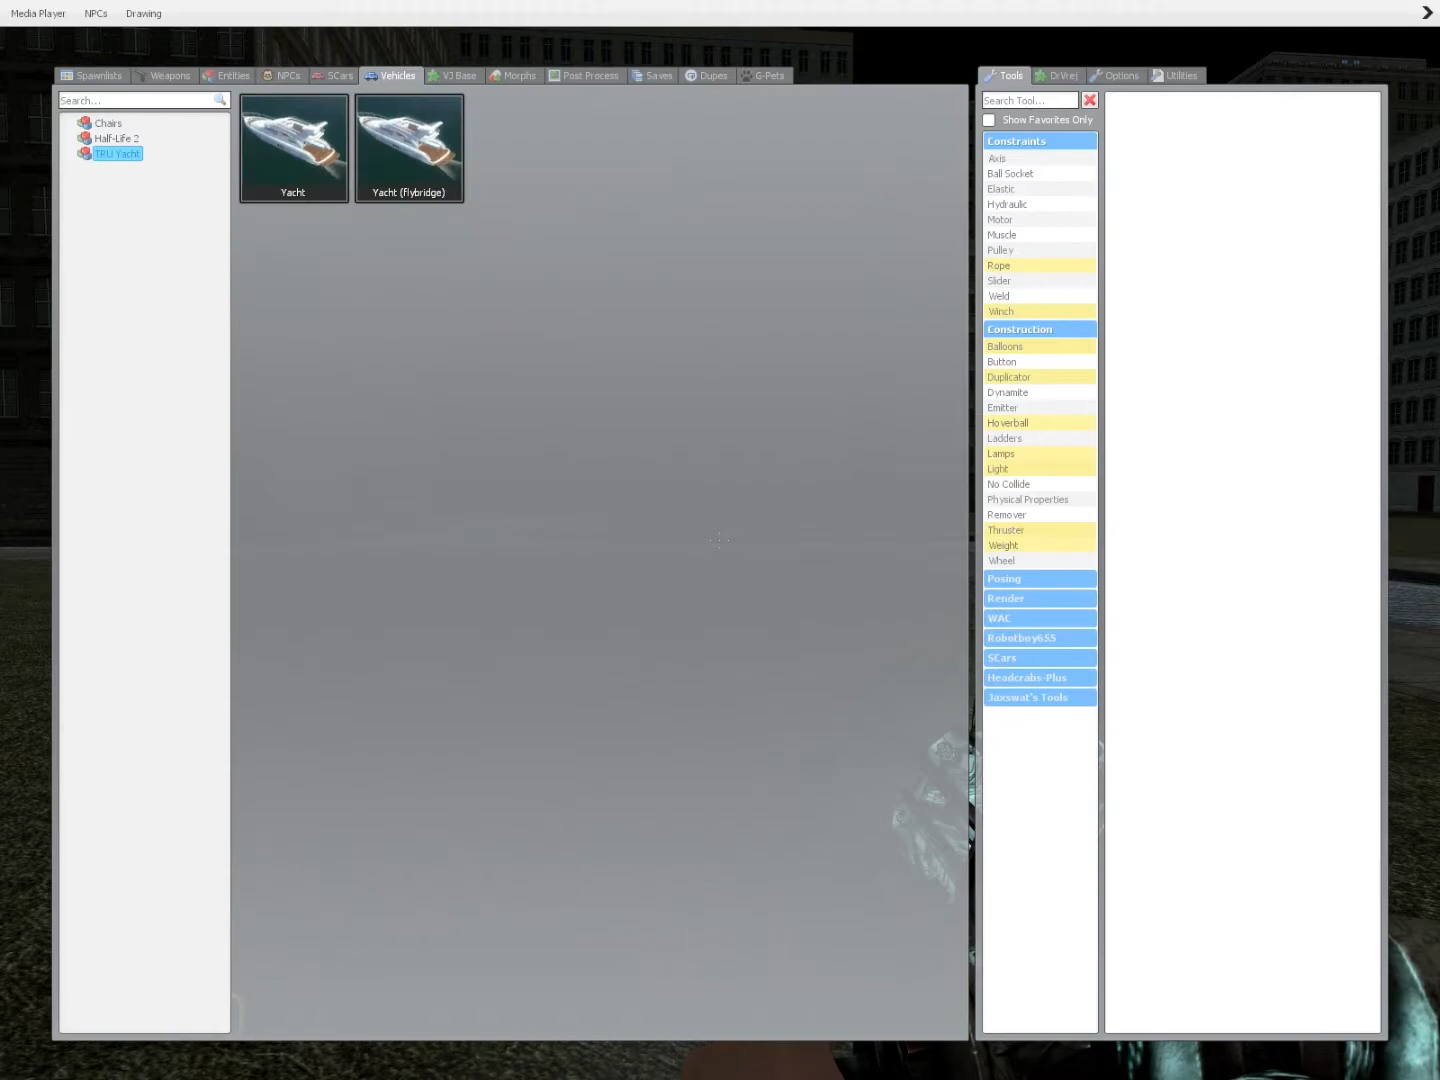 Media Player NPCs Drawing
Spawnlists Weapons Entities NPCs SCars Vehicles VJ Base Morphs Post Process Saves Dupes G-Pets
Search...
Chairs
Half-Life 2
TRU Yacht
Yacht
Yacht (flybridge)
Tools DrVrej Options Utilities
Search Tool...
Show Favorites Only
Constraints
Axis
Ball Socket
Elastic
Hydraulic
Motor
Muscle
Pulley
Rope
Slider
Weld
Winch
Construction
Balloons
Button
Duplicator
Dynamite
Emitter
Hoverball
Ladders
Lamps
Light
No Collide
Physical Properties
Remover
Thruster
Weight
Wheel
Posing
Render
WAC
Robotboy655
SCars
Headcrabs-Plus
Jaxswat's Tools